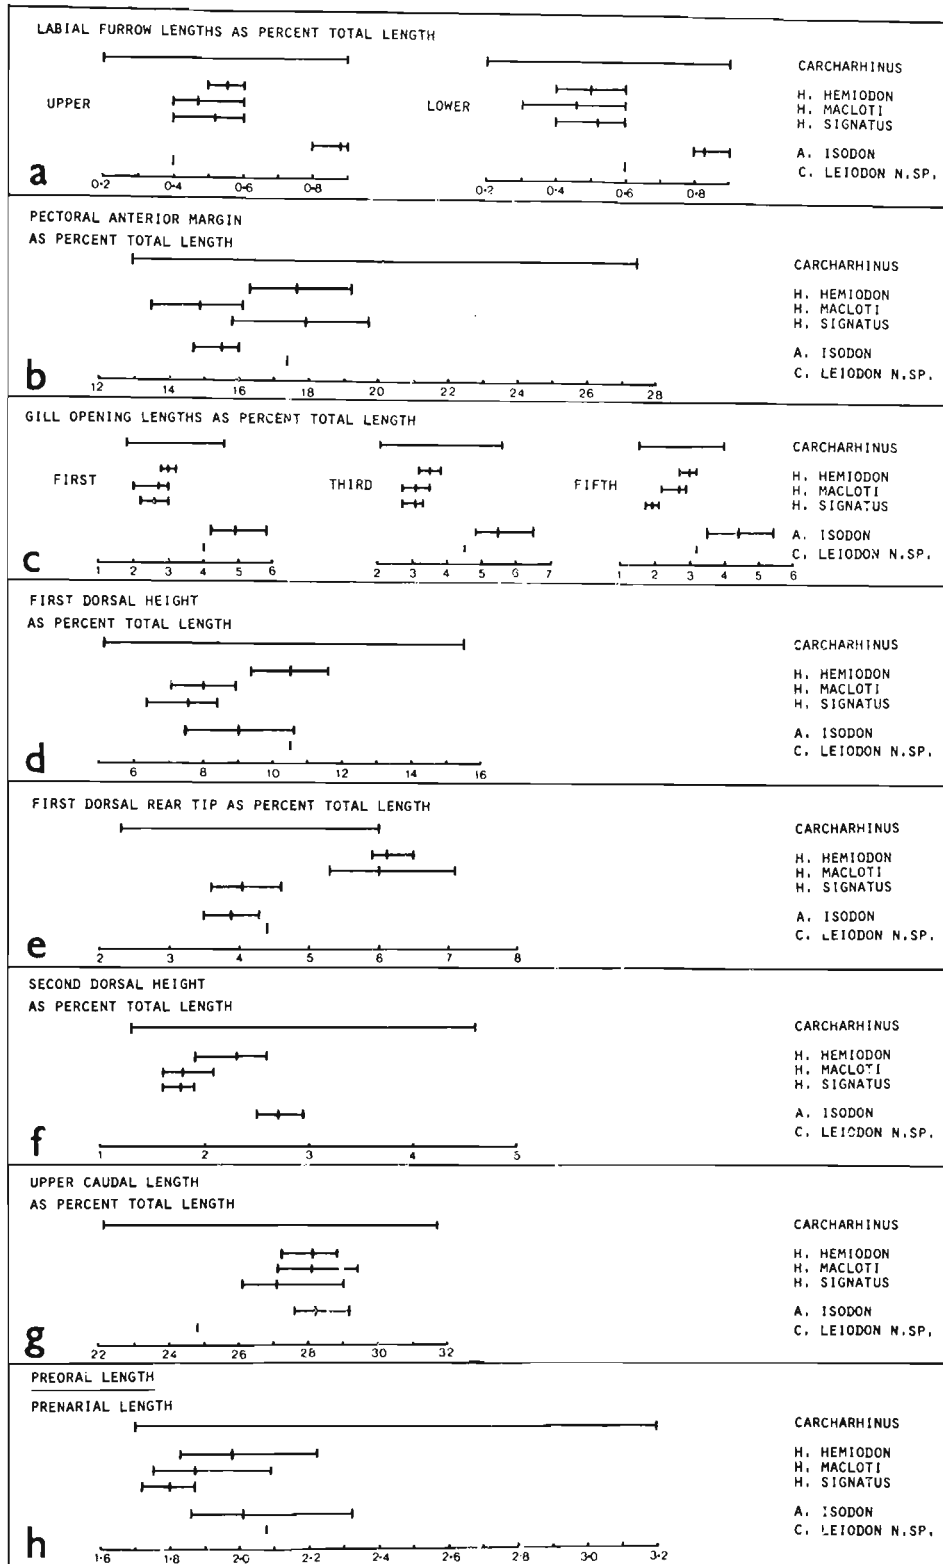 LABIAL FURROW LENGTHS AS PERCENT TOTAL LENGTH
CARCHARHINUS
UPPER
LOWER
H. HEMIODON
H. MACLOTI
H. SIGNATUS
A. ISODON
C. LEIODON N.SP.
a
0·2 0·4 0·6 0·8
0·2 0·4 0·6 0·8
PECTORAL ANTERIOR MARGIN
AS PERCENT TOTAL LENGTH
CARCHARHINUS
H. HEMIODON
H. MACLOTI
H. SIGNATUS
A. ISODON
C. LEIODON N.SP.
b
12 14 16 18 20 22 24 26 28
GILL OPENING LENGTHS AS PERCENT TOTAL LENGTH
CARCHARHINUS
FIRST
THIRD
FIFTH
H. HEMIODON
H. MACLOTI
H. SIGNATUS
A. ISODON
C. LEIODON N.SP.
c
1 2 3 4 5 6
2 3 4 5 6 7
1 2 3 4 5 6
FIRST DORSAL HEIGHT
AS PERCENT TOTAL LENGTH
CARCHARHINUS
H. HEMIODON
H. MACLOTI
H. SIGNATUS
A. ISODON
C. LEIODON N.SP.
d
6 8 10 12 14 16
FIRST DORSAL REAR TIP AS PERCENT TOTAL LENGTH
CARCHARHINUS
H. HEMIODON
H. MACLOTI
H. SIGNATUS
A. ISODON
C. LEIODON N.SP.
e
2 3 4 5 6 7 8
SECOND DORSAL HEIGHT
AS PERCENT TOTAL LENGTH
CARCHARHINUS
H. HEMIODON
H. MACLOTI
H. SIGNATUS
A. ISODON
C. LEIODON N.SP.
f
1 2 3 4 5
UPPER CAUDAL LENGTH
AS PERCENT TOTAL LENGTH
CARCHARHINUS
H. HEMIODON
H. MACLOTI
H. SIGNATUS
A. ISODON
C. LEIODON N.SP.
g
22 24 26 28 30 32
PREORAL LENGTH
PRENARIAL LENGTH
CARCHARHINUS
H. HEMIODON
H. MACLOTI
H. SIGNATUS
A. ISODON
C. LEIODON N.SP.
h
1·6 1·8 2·0 2·2 2·4 2·6 2·8 3·0 3·2